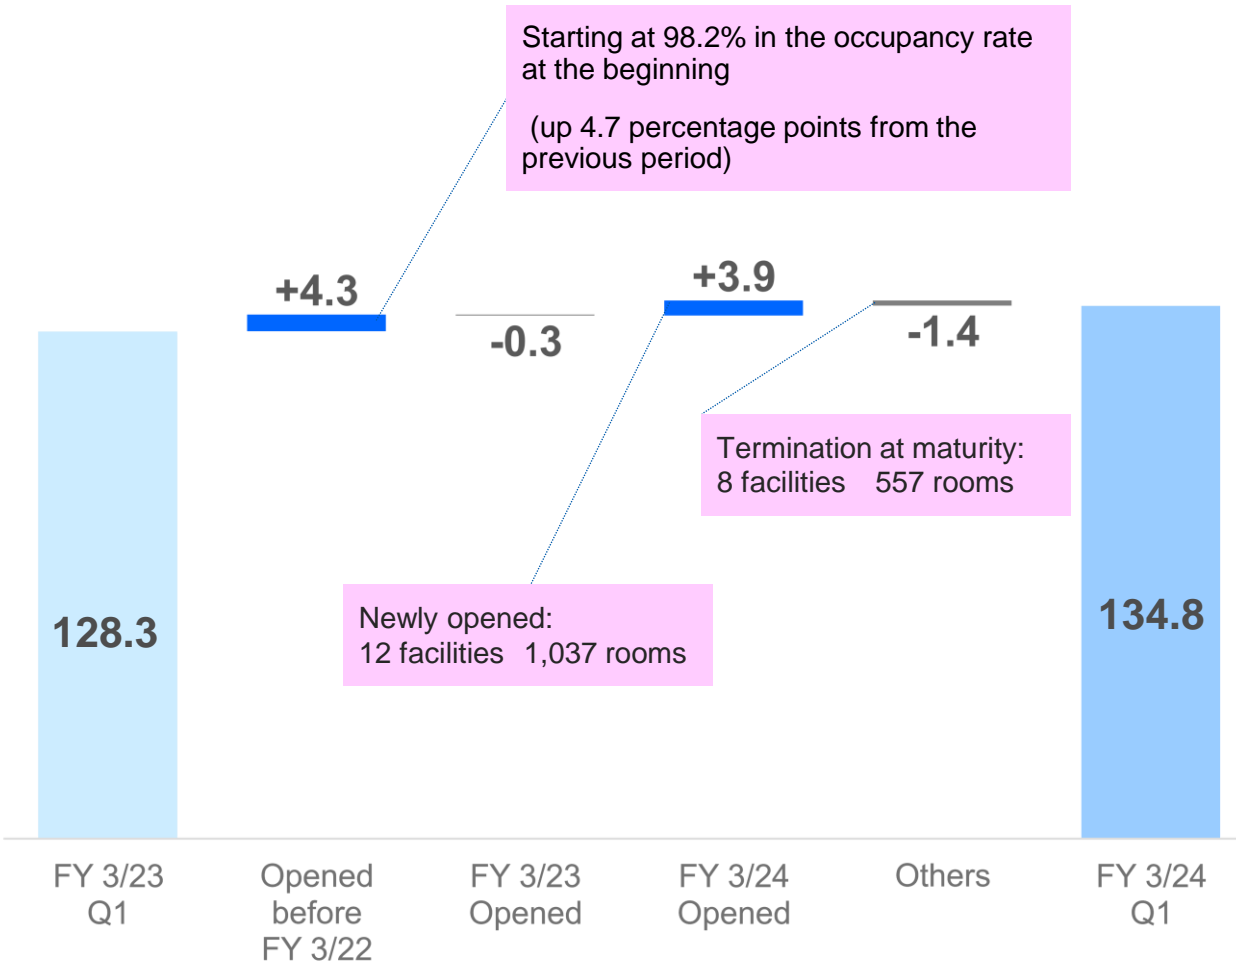 Starting at 98.2% in the occupancy rate
at the beginning
(up 4.7 percentage points from the
previous period)
+4.3
-0.3
+3.9
-1.4
Termination at maturity:
8 facilities 557 rooms
Newly opened:
12 facilities 1,037 rooms
128.3
134.8
FY 3/23
Q1
Opened
before
FY 3/22
FY 3/23
Opened
FY 3/24
Opened
Others
FY 3/24
Q1